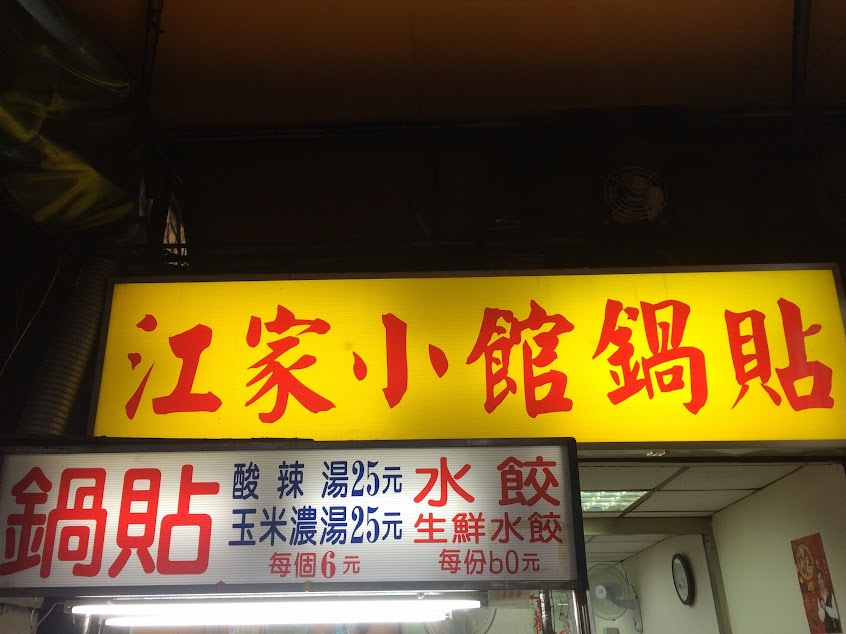 江家小館鍋貼
鍋貼
酸辣湯25元
玉米濃湯25元
每個6元
水餃
生鮮水餃
每份b0元